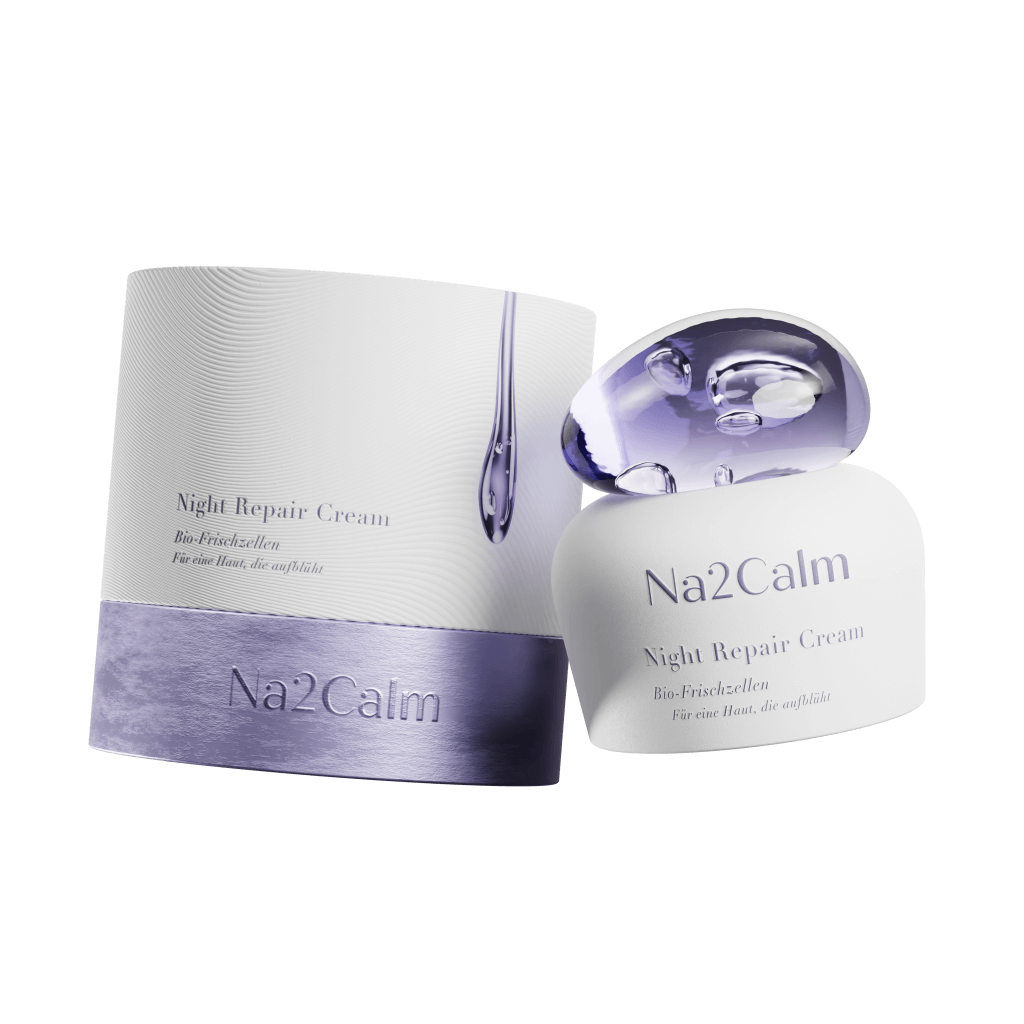 Night Repair Cream
Bio-Frischzellen
Für eine Haut, die aufblüht
Na2Calm
Na2Calm
Night Repair Cream
Bio-Frischzellen
Für eine Haut, die aufblüht